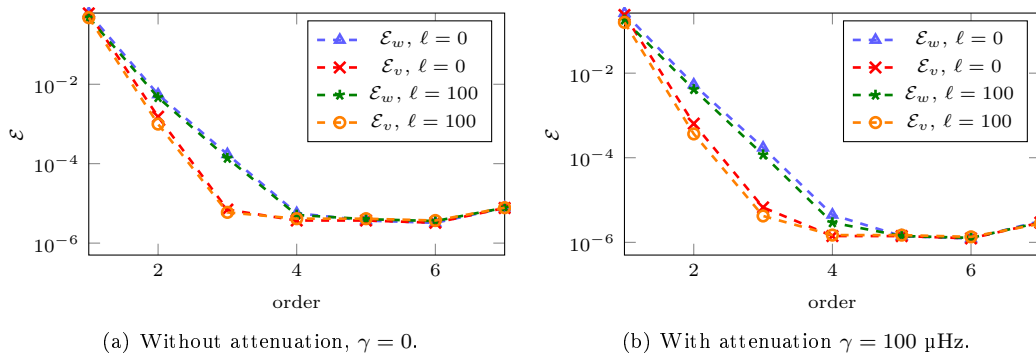 ℰ_w, ℓ = 0
ℰ_v, ℓ = 0
ℰ_w, ℓ = 100
ℰ_v, ℓ = 100
10^{-2}
10^{-4}
10^{-6}
ℰ
2
4
6
order
(a) Without attenuation, γ = 0.
ℰ_w, ℓ = 0
ℰ_v, ℓ = 0
ℰ_w, ℓ = 100
ℰ_v, ℓ = 100
10^{-2}
10^{-4}
10^{-6}
ℰ
2
4
6
order
(b) With attenuation γ = 100 µHz.